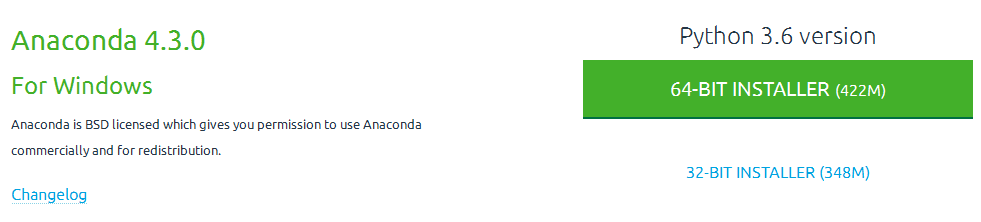 Anaconda 4.3.0
For Windows
Anaconda is BSD licensed which gives you permission to use Anaconda
commercially and for redistribution.
Changelog
Python 3.6 version
64-BIT INSTALLER (422M)
32-BIT INSTALLER (348M)